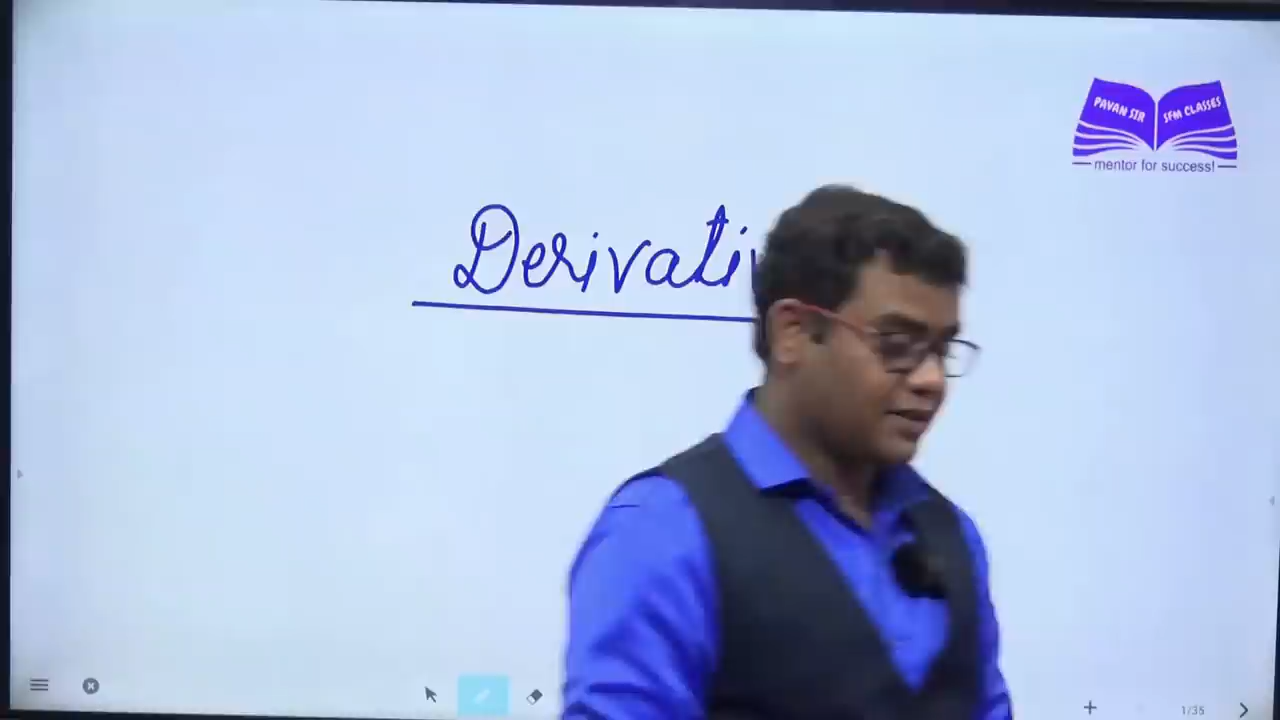 PAVAN SIR SFM CLASSES
mentor for success!
Derivati
1/35